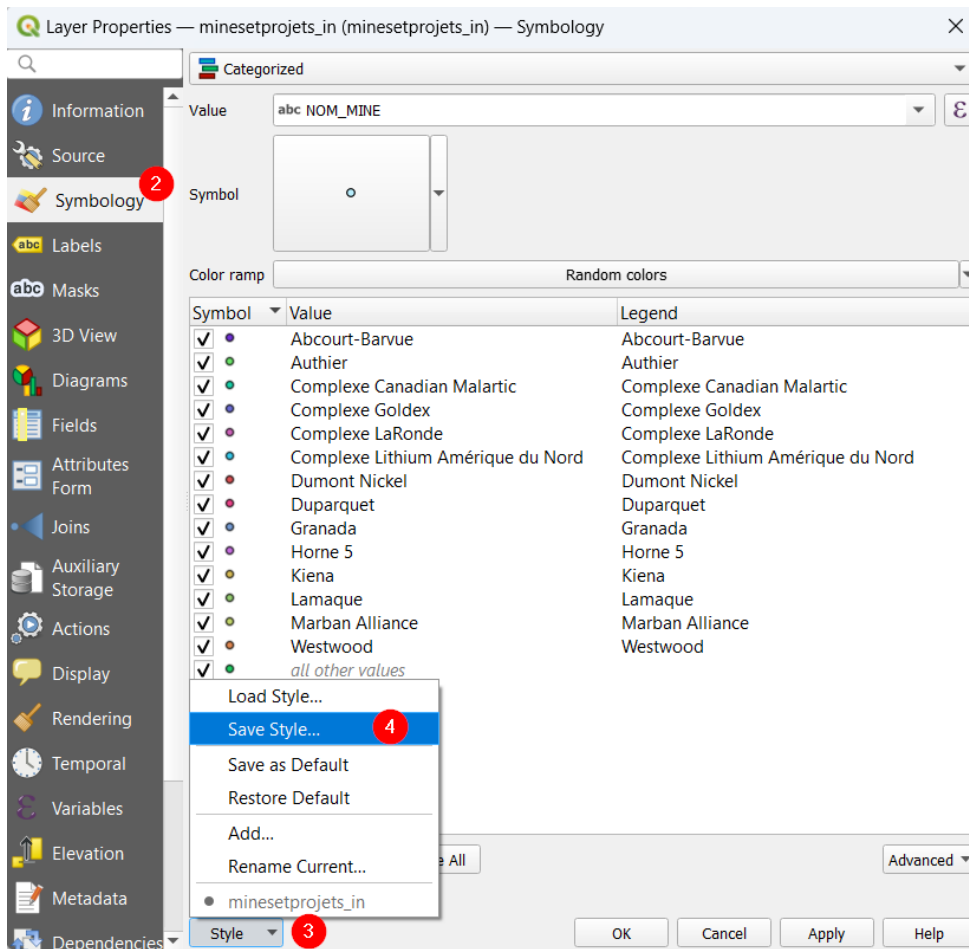 Layer Properties — minesetprojets_in (minesetprojets_in) — Symbology
Information
Source
Symbology 2
abc Labels
abc Masks
3D View
Diagrams
Fields
Attributes
Form
Joins
Auxiliary
Storage
Actions
Display
Rendering
Temporal
Variables
Elevation
Metadata
Dependencies
Categorized
Value abc NOM_MINE ε
Symbol
Color ramp Random colors
Symbol Value Legend
Abcourt-Barvue Abcourt-Barvue
Authier Authier
Complexe Canadian Malartic Complexe Canadian Malartic
Complexe Goldex Complexe Goldex
Complexe LaRonde Complexe LaRonde
Complexe Lithium Amérique du Nord Complexe Lithium Amérique du Nord
Dumont Nickel Dumont Nickel
Duparquet Duparquet
Granada Granada
Horne 5 Horne 5
Kiena Kiena
Lamaque Lamaque
Marban Alliance Marban Alliance
Westwood Westwood
all other values
Load Style...
Save Style... 4
Save as Default
Restore Default
Add...
Rename Current...
minesetprojets_in
All
Advanced
Style 3
OK Cancel Apply Help